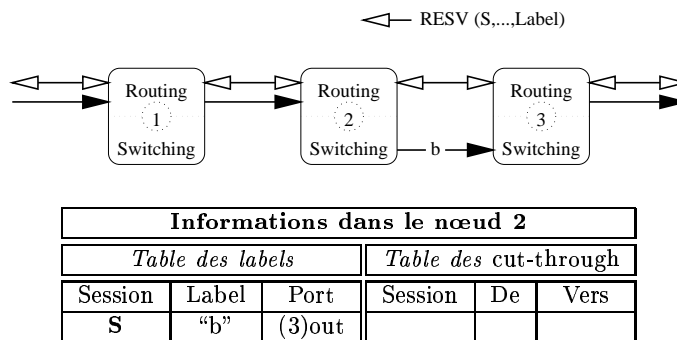 RESV (S,...,Label)
Routing Routing Routing
1 2 3
Switching Switching b Switching
Informations dans le nœud 2
Table des labels Table des cut-through
Session Label Port Session De Vers
S “b” (3)out